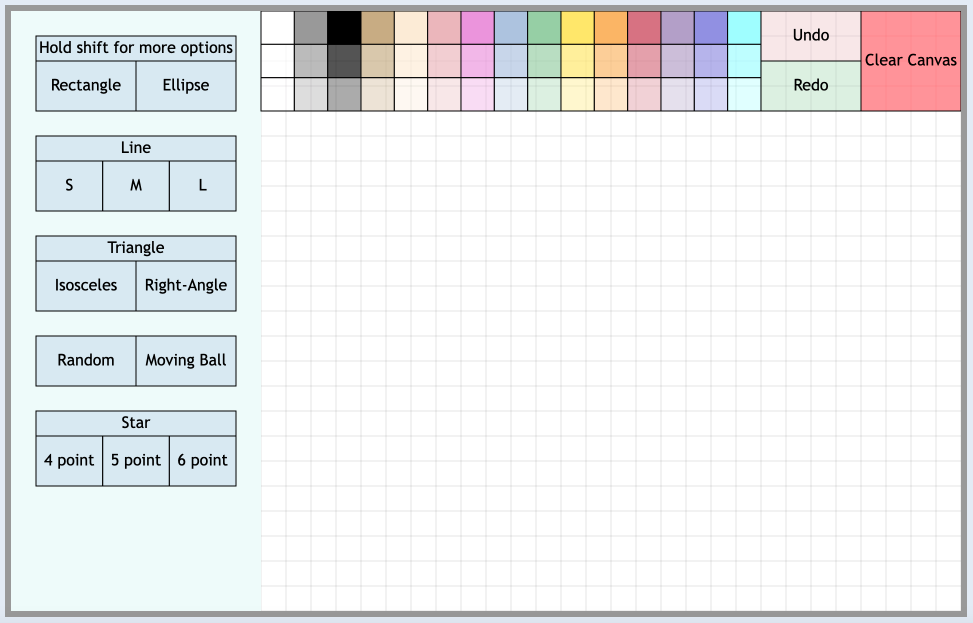 Hold shift for more options
Rectangle Ellipse
Line
S M L
Triangle
Isosceles Right-Angle
Random Moving Ball
Star
4 point 5 point 6 point
Undo
Redo
Clear Canvas